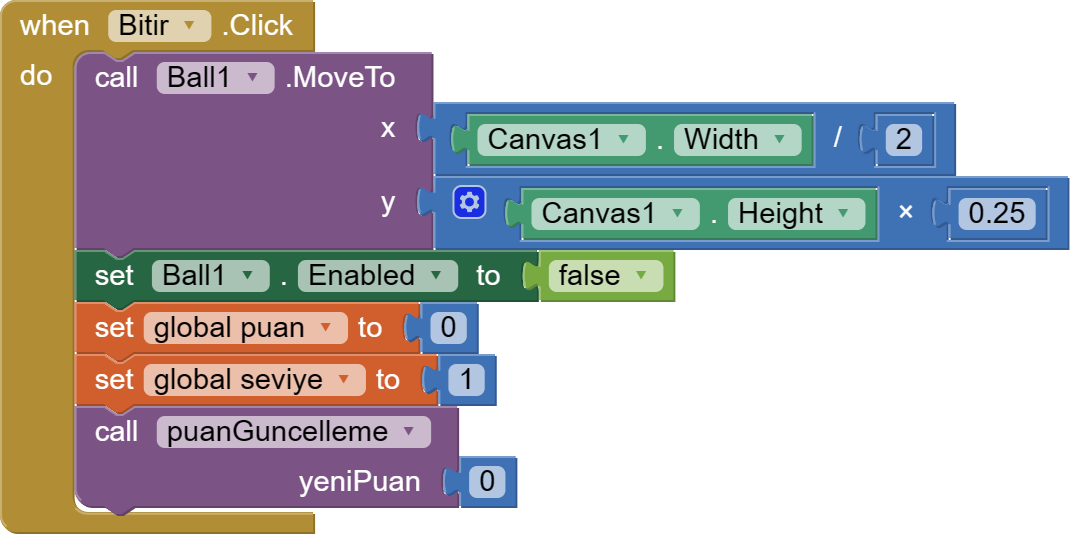 when Bitir .Click
do call Ball1 .MoveTo
x Canvas1 . Width / 2
y Canvas1 . Height × 0.25
set Ball1 . Enabled to false
set global puan to 0
set global seviye to 1
call puanGuncelleme
yeniPuan 0